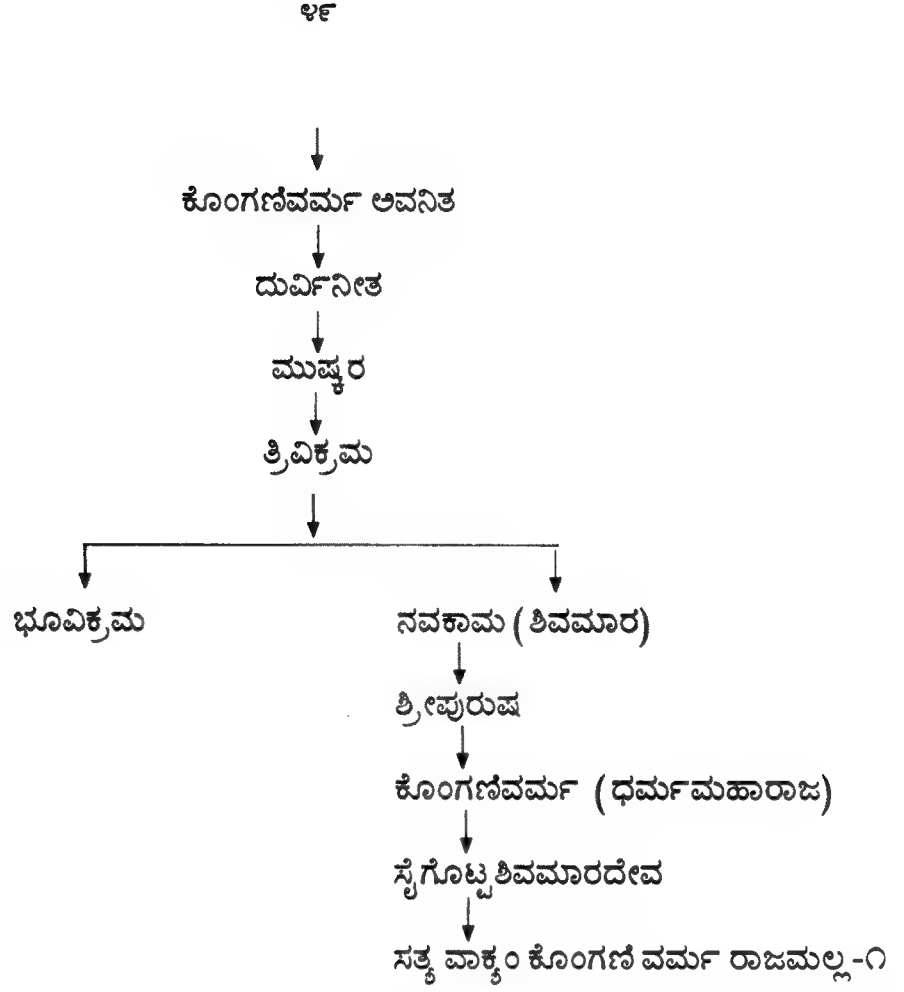 ೪೯
ಕೊಂಗಣಿವರ್ಮ ಅವನಿತ
ದುರ್ವಿನೀತ
ಮುಷ್ಕರ
ತ್ರಿವಿಕ್ರಮ
ಭೂವಿಕ್ರಮ ನವಕಾಮ (ಶಿವಮಾರ)
ಶ್ರೀಪುರುಷ
ಕೊಂಗಣಿವರ್ಮ (ಧರ್ಮಮಹಾರಾಜ)
ಸೈಗೊಟ್ಟಶಿವಮಾರದೇವ
ಸತ್ಯ ವಾಕ್ಯಂ ಕೊಂಗಣಿ ವರ್ಮ ರಾಜಮಲ್ಲ-೧